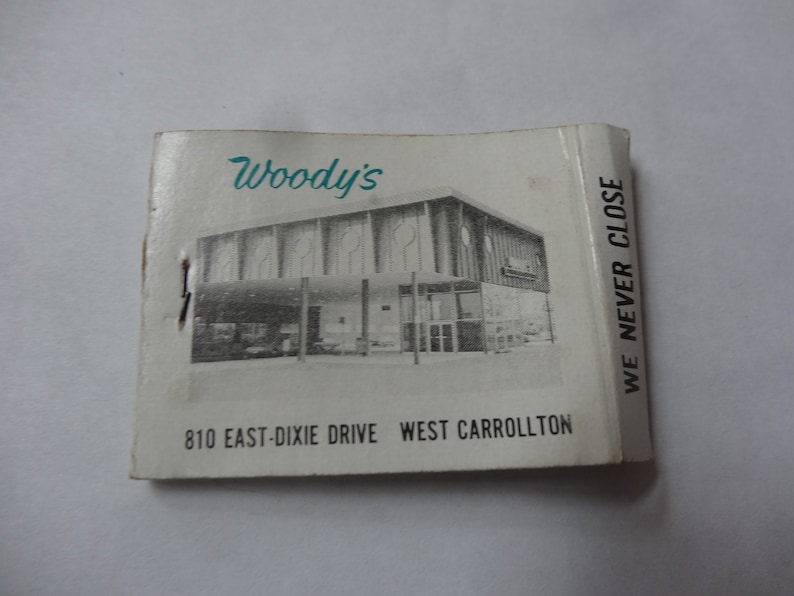 Woody's
810 EAST-DIXIE DRIVE WEST CARROLLTON
WE NEVER CLOSE